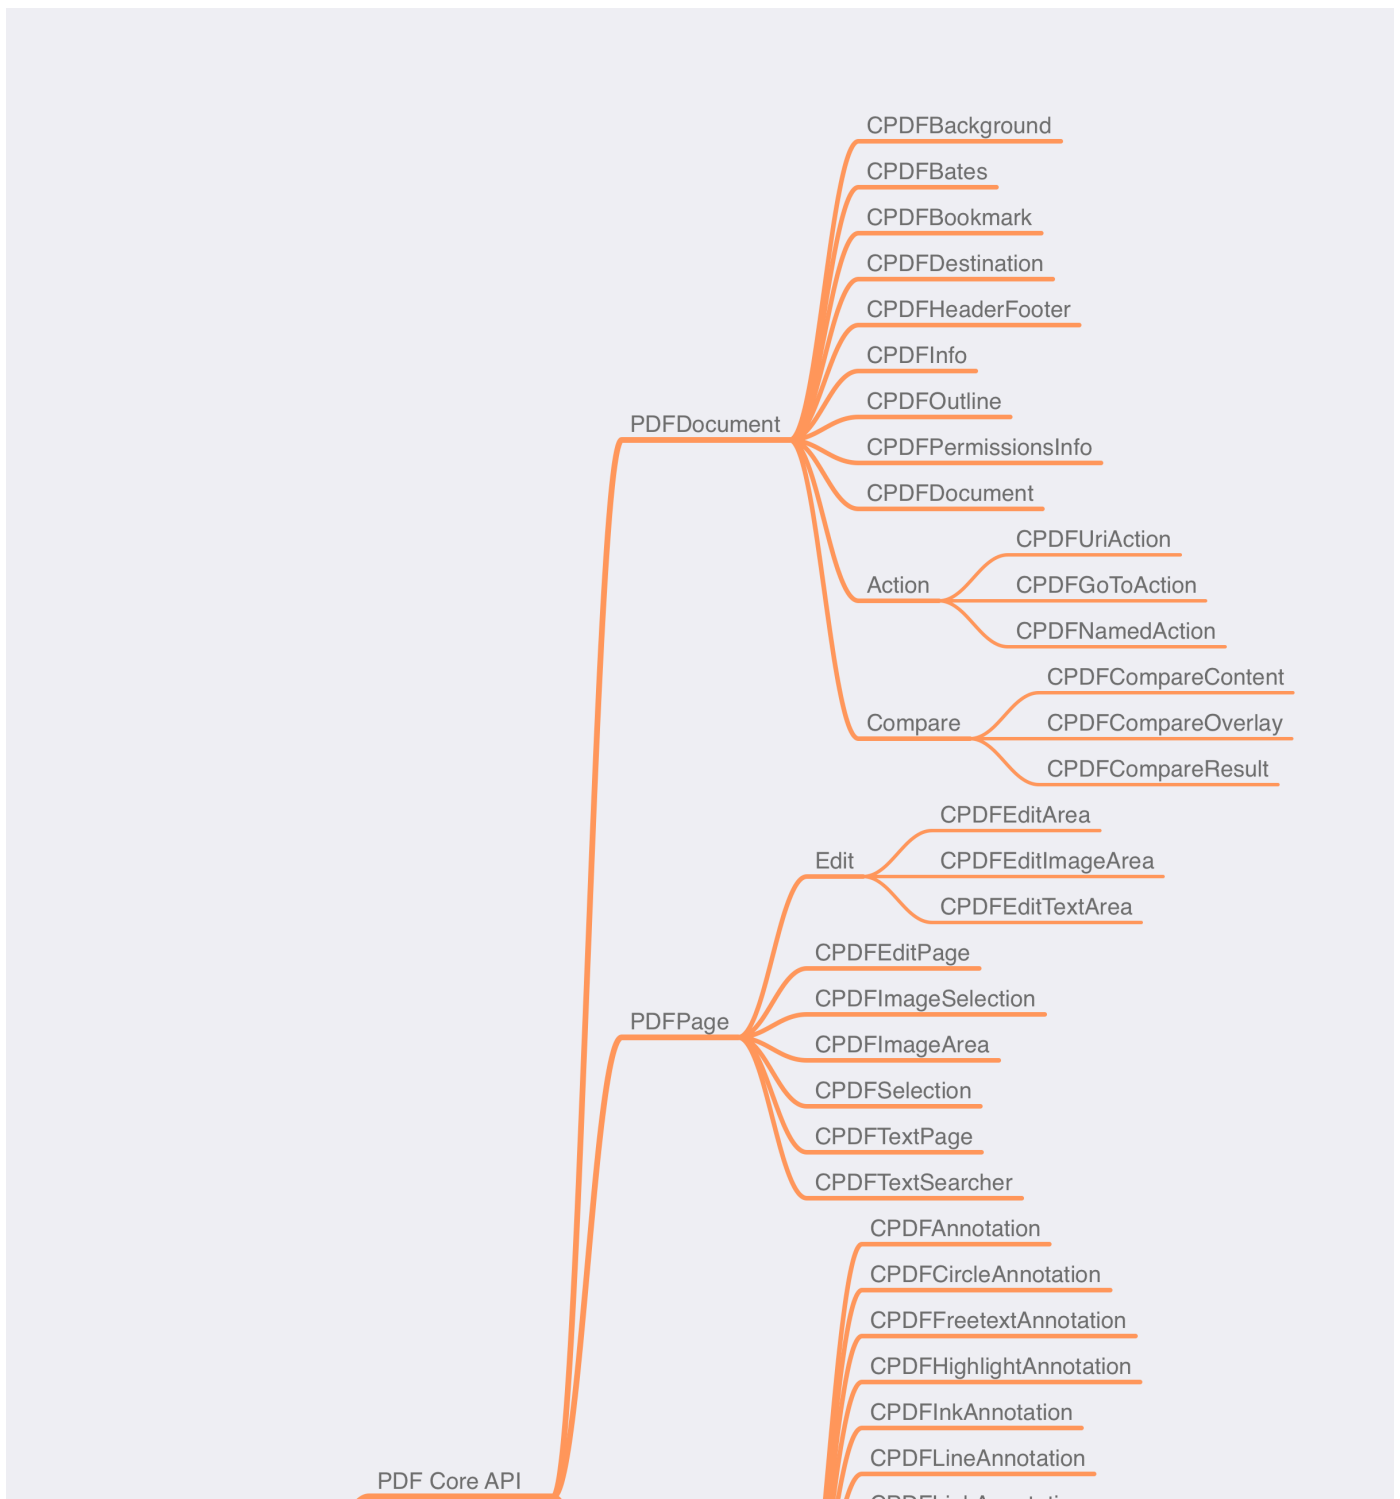 CPDFBackground
CPDFBates
CPDFBookmark
CPDFDestination
CPDFHeaderFooter
CPDFInfo
CPDFOutline
PDFDocument
CPDFPermissionsInfo
CPDFDocument
CPDFUriAction
Action
CPDFGoToAction
CPDFNamedAction
CPDFCompareContent
Compare
CPDFCompareOverlay
CPDFCompareResult
CPDFEditArea
Edit
CPDFEditImageArea
CPDFEditTextArea
CPDFEditPage
CPDFImageSelection
PDFPage
CPDFImageArea
CPDFSelection
CPDFTextPage
CPDFTextSearcher
CPDFAnnotation
CPDFCircleAnnotation
CPDFFreetextAnnotation
CPDFHighlightAnnotation
CPDFInkAnnotation
CPDFLineAnnotation
PDF Core API